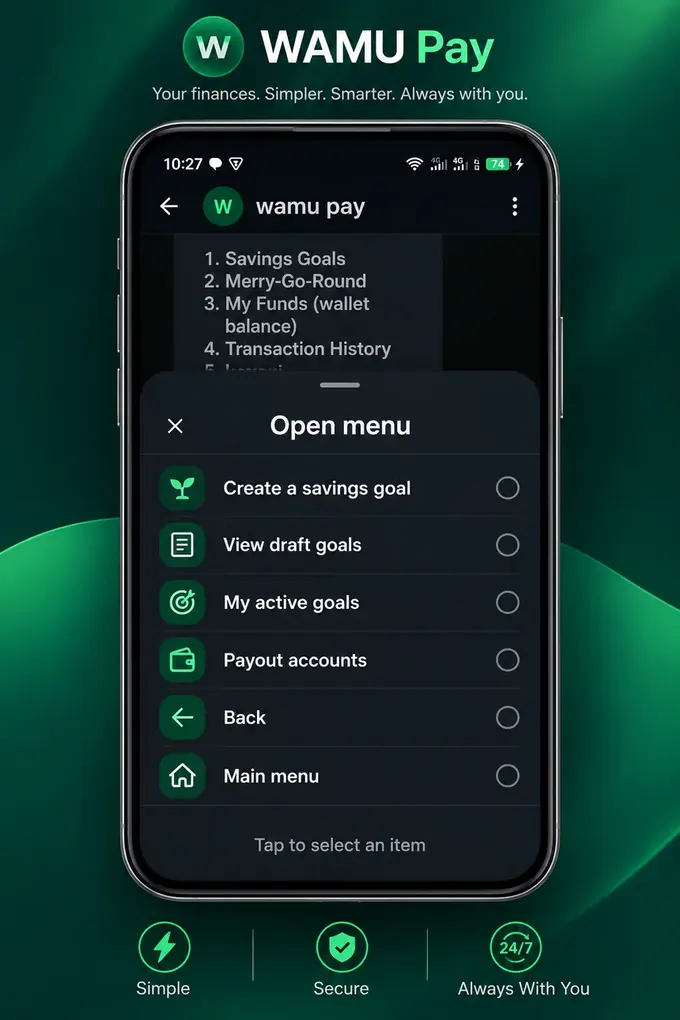 W WAMU Pay
Your finances. Simpler. Smarter. Always with you.
10:27 4G 4G 74
W wamu pay
1. Savings Goals
2. Merry-Go-Round
3. My Funds (wallet
balance)
4. Transaction History
5.
Open menu
Create a savings goal
View draft goals
My active goals
Payout accounts
Back
Main menu
Tap to select an item
24/7
Simple
Secure
Always With You